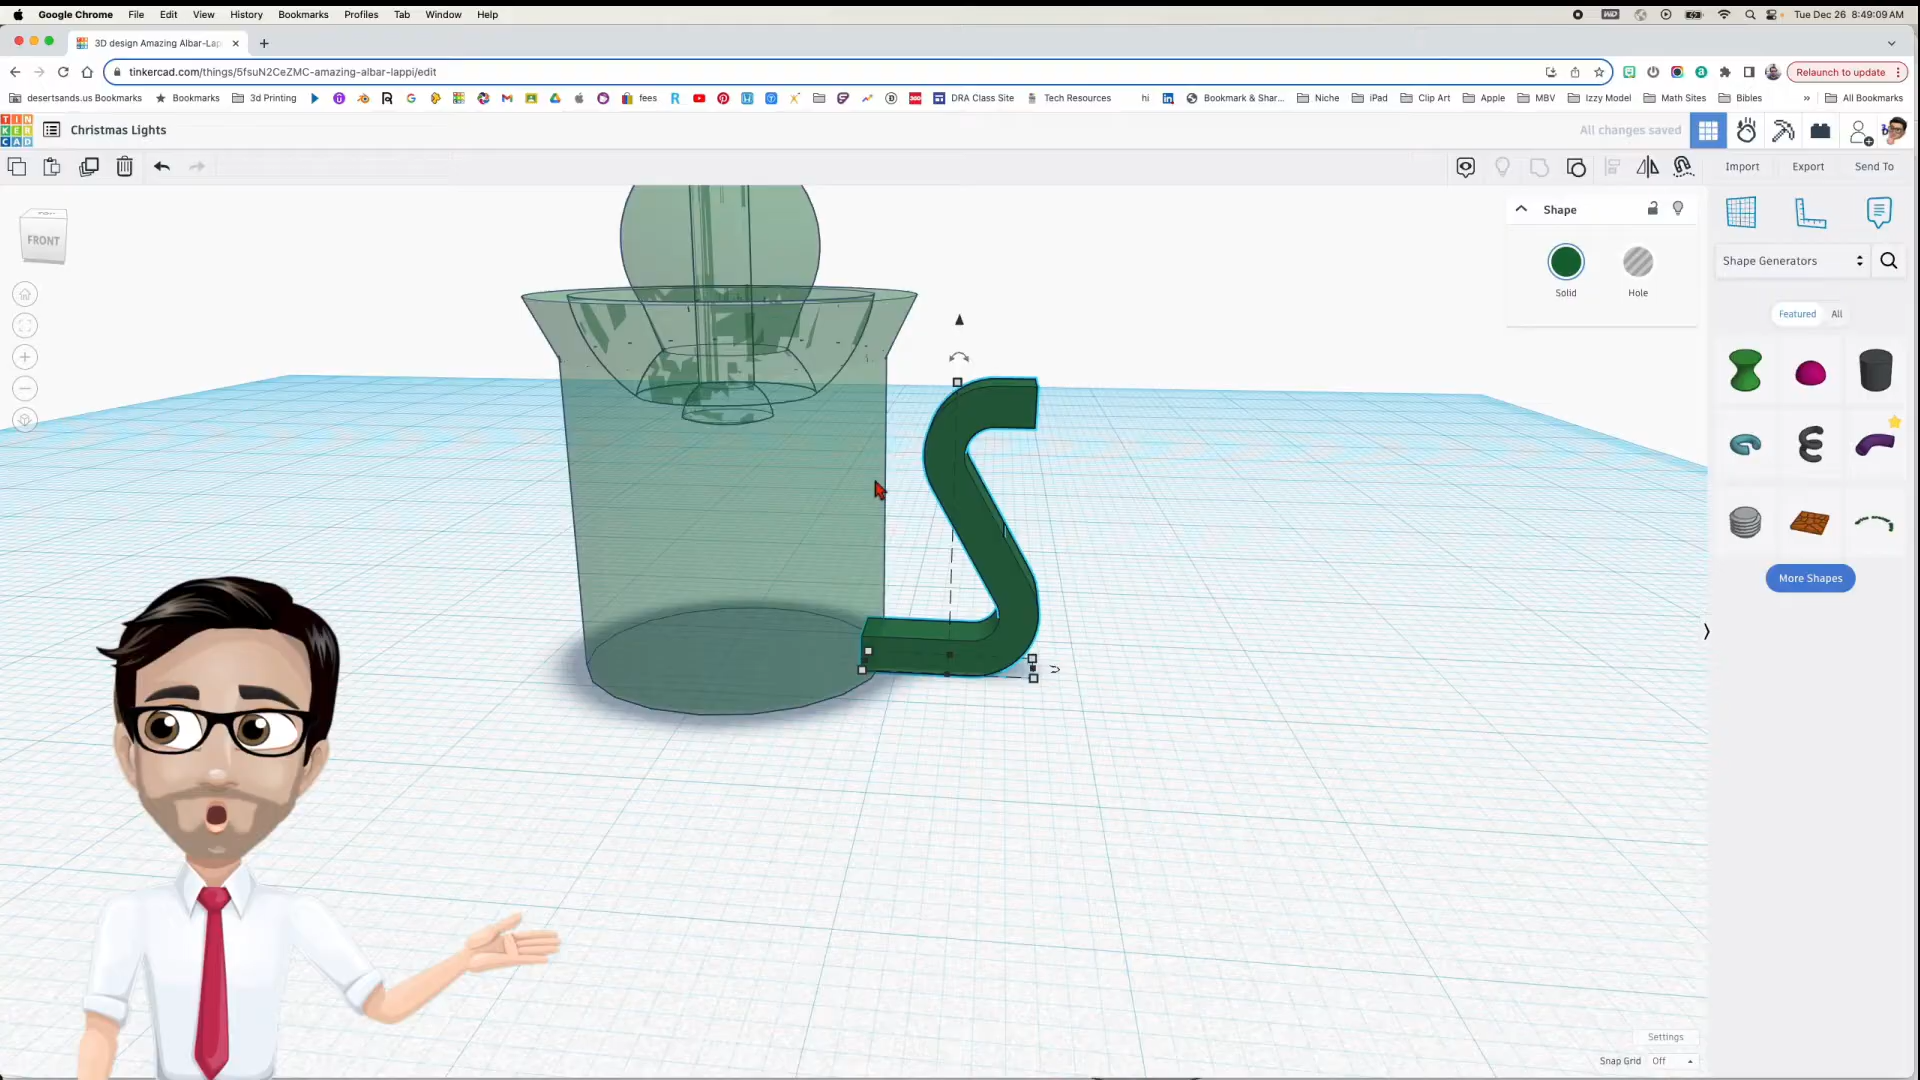 Google Chrome File Edit View History Bookmarks Profiles Tab Window Help Tue Dec 26 8:49:09 AM
3D design Amazing Albar-Lap
tinkercad.com/things/5fsuN2CeZMC-amazing-albar-lappi/edit Relaunch to update
desertsands.us Bookmarks Bookmarks 3d Printing fees DRA Class Site Tech Resources hi Bookmark & Shar... Niche iPad Clip Art Apple MBV Izzy Model Math Sites Bibles » All Bookmarks
TIN
KER
CAD
Christmas Lights All changes saved
Import Export Send To
Shape
Solid Hole
FRONT
Shape Generators
Featured All
More Shapes
Settings
Snap Grid Off